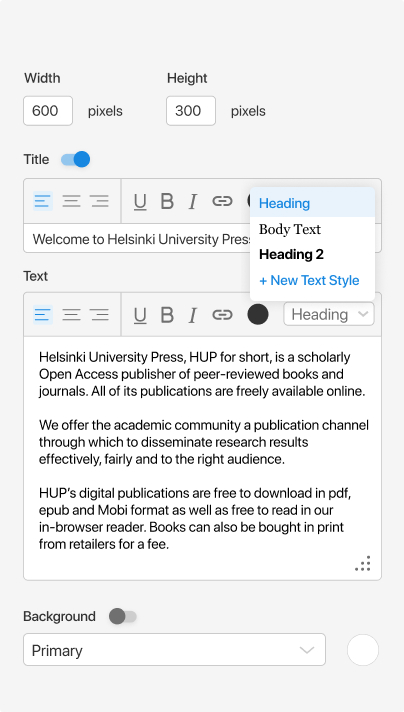 Width
Height
600
pixels
300
pixels
Title
U B I
Heading
Body Text
Heading 2
+ New Text Style
Welcome to Helsinki University Press
Text
U B I
Heading
Helsinki University Press, HUP for short, is a scholarly
Open Access publisher of peer-reviewed books and
journals. All of its publications are freely available online.
We offer the academic community a publication channel
through which to disseminate research results
effectively, fairly and to the right audience.
HUP’s digital publications are free to download in pdf,
epub and Mobi format as well as free to read in our
in-browser reader. Books can also be bought in print
from retailers for a fee.
Background
Primary